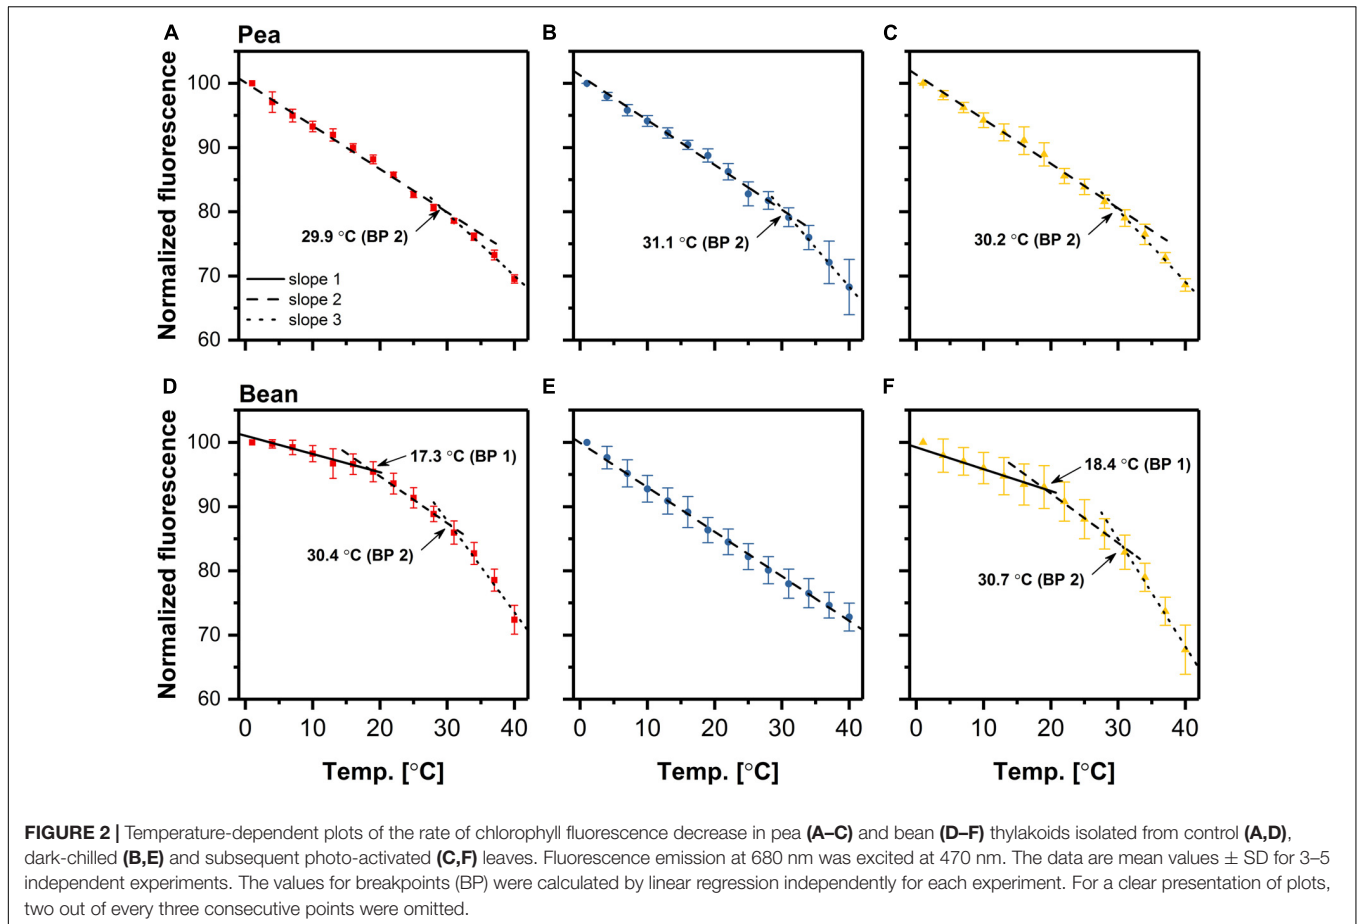 A Pea B C
Normalized fluorescence
100
90
80
70
60
29.9 °C (BP 2)
slope 1
slope 2
slope 3
31.1 °C (BP 2)
30.2 °C (BP 2)
D Bean E F
Normalized fluorescence
100
90
80
70
60
17.3 °C (BP 1)
30.4 °C (BP 2)
18.4 °C (BP 1)
30.7 °C (BP 2)
0 10 20 30 40 0 10 20 30 40 0 10 20 30 40
Temp. [°C] Temp. [°C] Temp. [°C]
FIGURE 2 | Temperature-dependent plots of the rate of chlorophyll fluorescence decrease in pea (A–C) and bean (D–F) thylakoids isolated from control (A,D),
dark-chilled (B,E) and subsequent photo-activated (C,F) leaves. Fluorescence emission at 680 nm was excited at 470 nm. The data are mean values ± SD for 3–5
independent experiments. The values for breakpoints (BP) were calculated by linear regression independently for each experiment. For a clear presentation of plots,
two out of every three consecutive points were omitted.